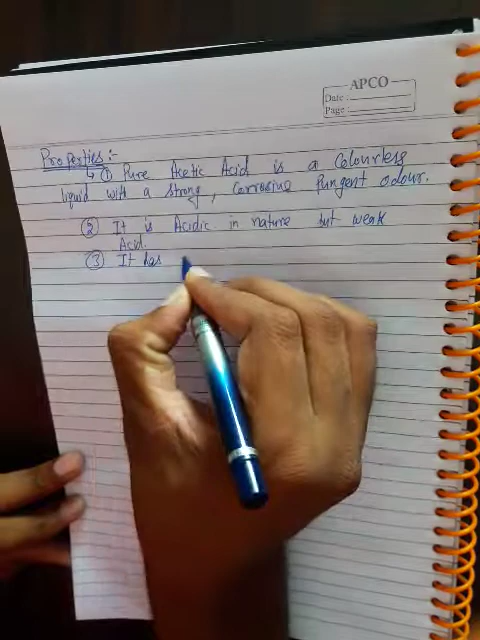 APCO
Date :
Page :
Properties :-
↳ ① Pure Acetic Acid is a Colourless
liquid with a strong, Corrosive Pungent odour.
② It is Acidic in nature but weak
Acid.
③ It has